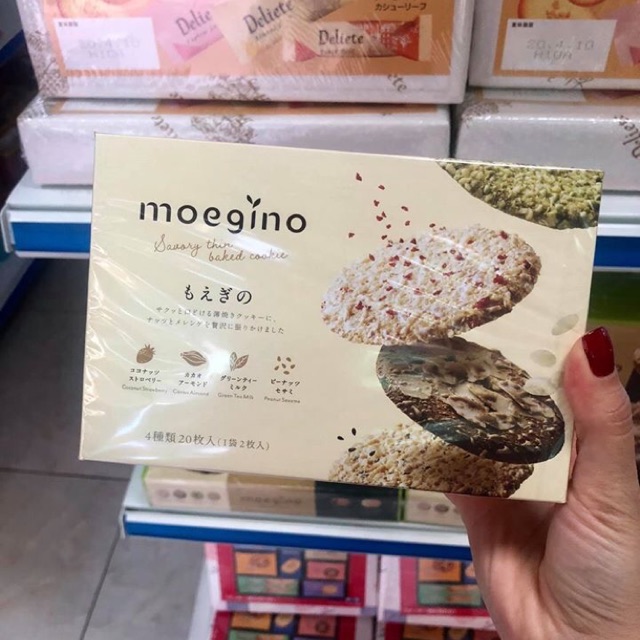 Deliete
Deliete
カシューリーフ
20.4.10
moegino
Savory thin
baked cookie
もえぎの
サクッとほどける薄焼きクッキーに、
ナッツとメレンゲを贅沢に振りかけました
ココナッツ
ストロベリー
Coconut Strawberry
カカオ
アーモンド
Cacao Almond
グリーンティー
ミルク
Green Tea Milk
ピーナッツ
セサミ
Peanut Sesame
4種類20枚入(1袋2枚入)
moegino